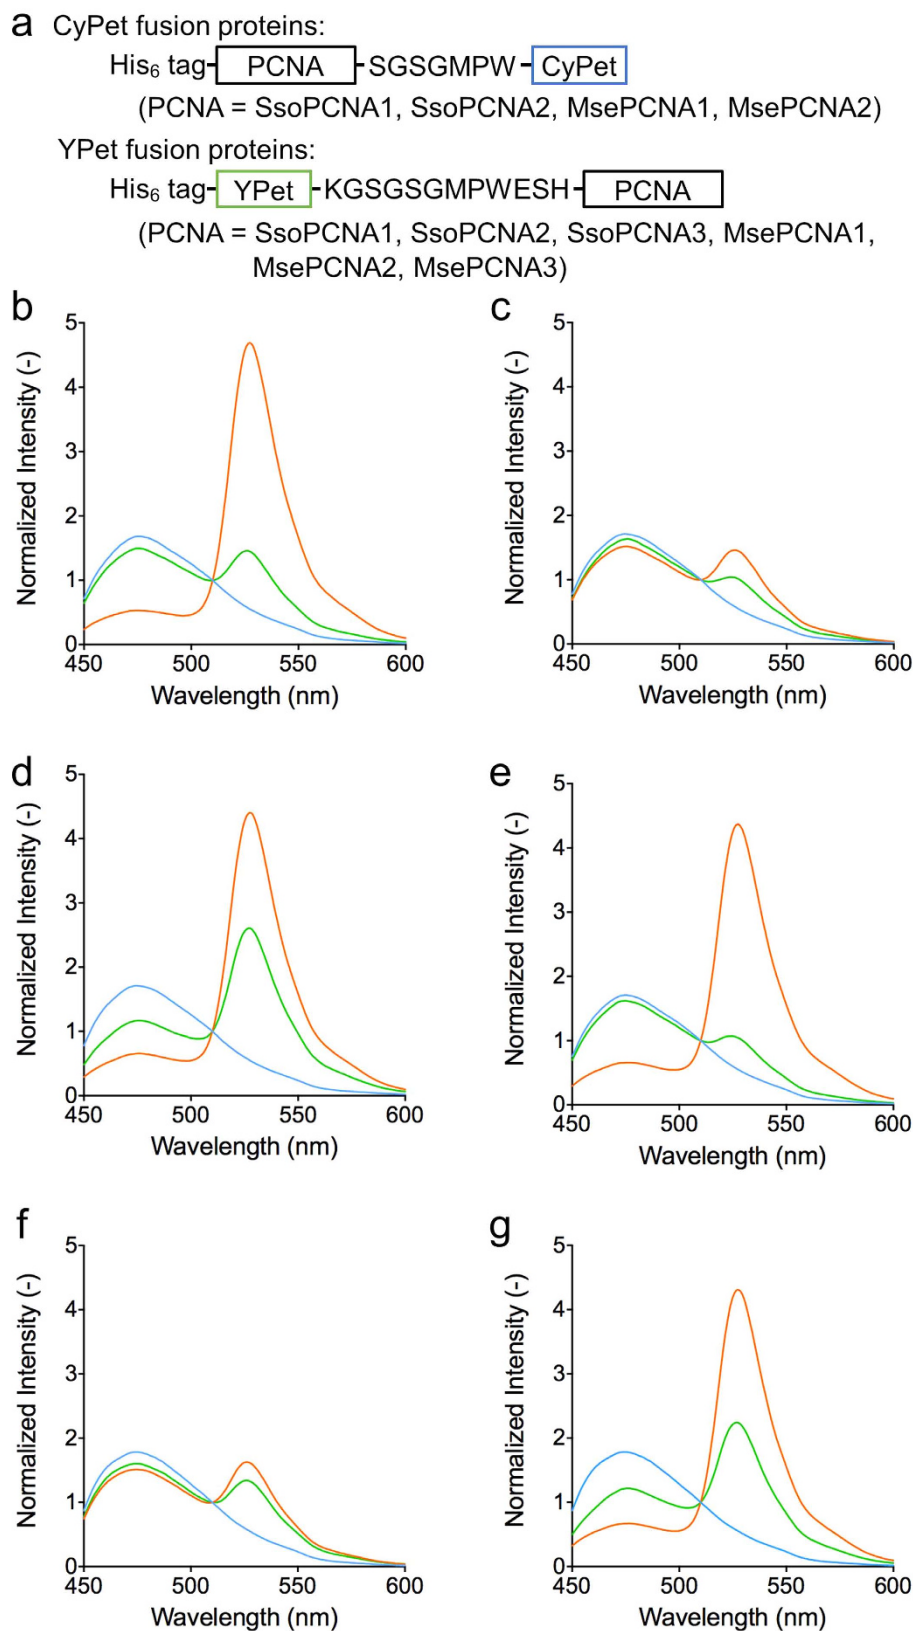 a CyPet fusion proteins:
His6 tag PCNA SGSGMPW CyPet
(PCNA = SsoPCNA1, SsoPCNA2, MsePCNA1, MsePCNA2)
YPet fusion proteins:
His6 tag YPet KGSGSGMPWESH PCNA
(PCNA = SsoPCNA1, SsoPCNA2, SsoPCNA3, MsePCNA1,
MsePCNA2, MsePCNA3)
b
Normalized Intensity (-)
5
4
3
2
1
0
450 500 550 600
Wavelength (nm)
c
Normalized Intensity (-)
5
4
3
2
1
0
450 500 550 600
Wavelength (nm)
d
Normalized Intensity (-)
5
4
3
2
1
0
450 500 550 600
Wavelength (nm)
e
Normalized Intensity (-)
5
4
3
2
1
0
450 500 550 600
Wavelength (nm)
f
Normalized Intensity (-)
5
4
3
2
1
0
450 500 550 600
Wavelength (nm)
g
Normalized Intensity (-)
5
4
3
2
1
0
450 500 550 600
Wavelength (nm)